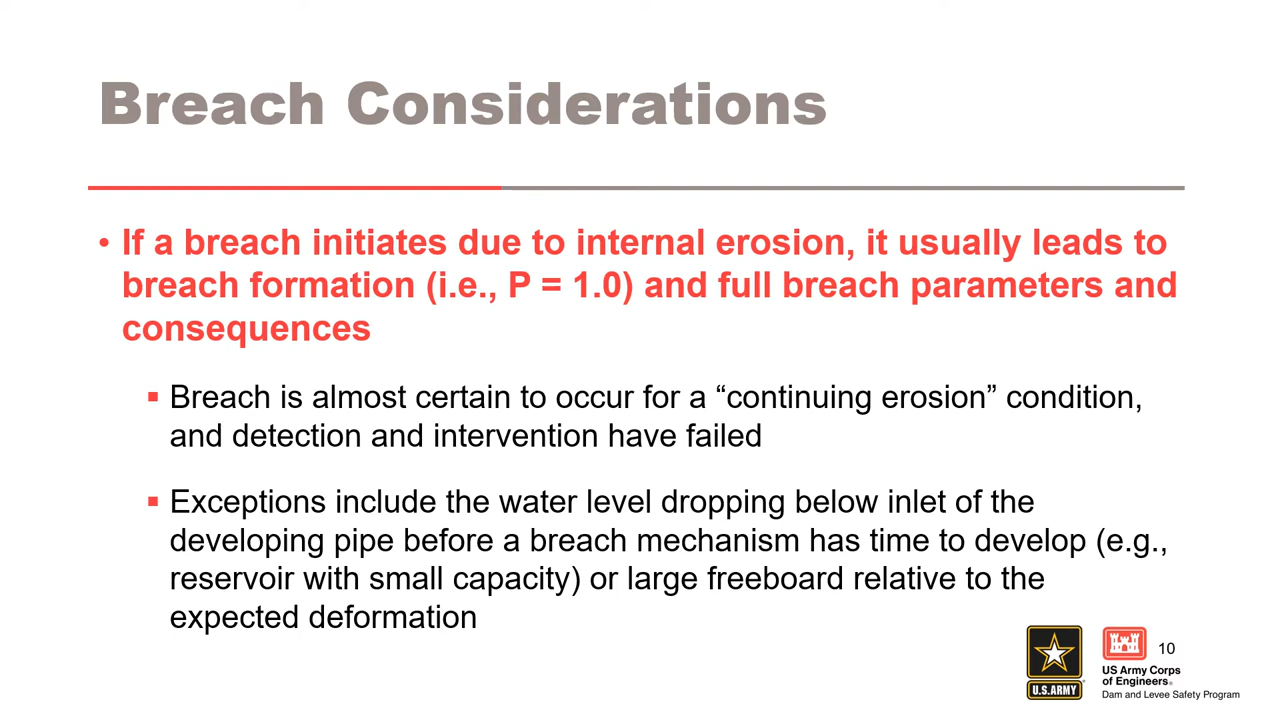 Breach Considerations
• If a breach initiates due to internal erosion, it usually leads to
breach formation (i.e., P = 1.0) and full breach parameters and
consequences
▪ Breach is almost certain to occur for a “continuing erosion” condition,
and detection and intervention have failed
▪ Exceptions include the water level dropping below inlet of the
developing pipe before a breach mechanism has time to develop (e.g.,
reservoir with small capacity) or large freeboard relative to the
expected deformation
10
U.S.ARMY
US Army Corps
of Engineers®
Dam and Levee Safety Program